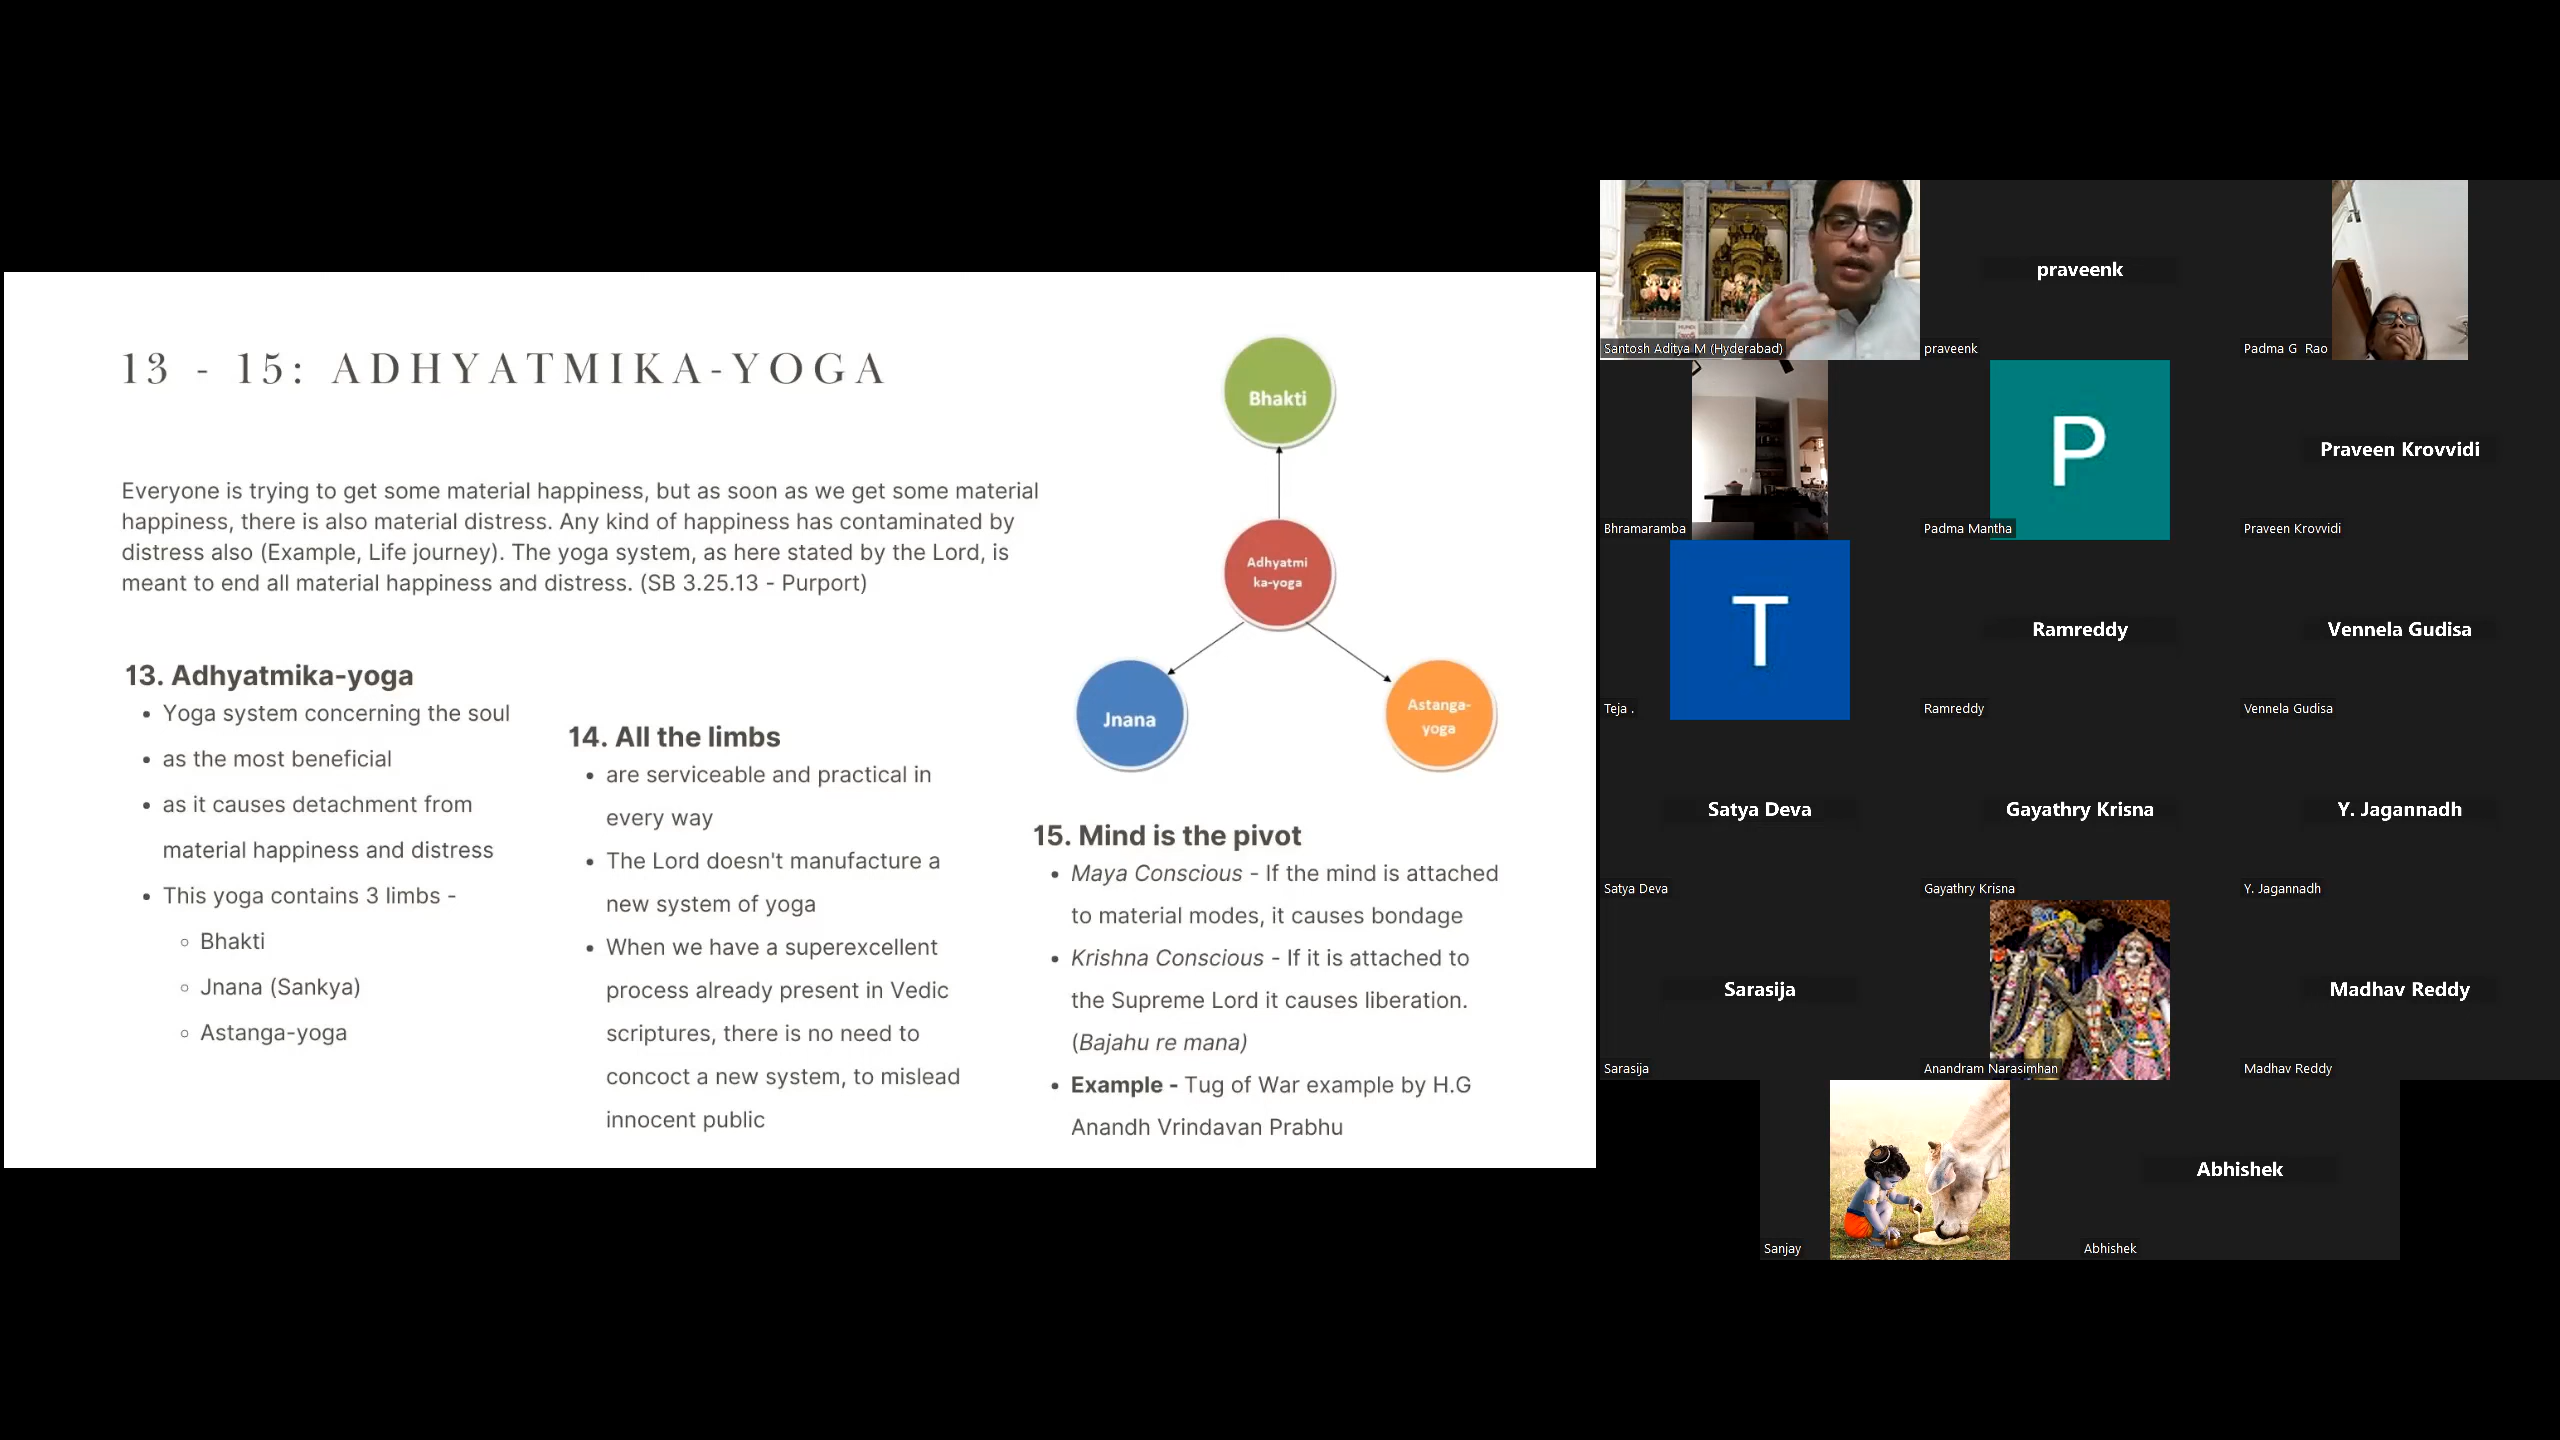 13 - 15: ADHYATMIKA-YOGA
Everyone is trying to get some material happiness, but as soon as we get some material
happiness, there is also material distress. Any kind of happiness has contaminated by
distress also (Example, Life journey). The yoga system, as here stated by the Lord, is
meant to end all material happiness and distress. (SB 3.25.13 - Purport)
13. Adhyatmika-yoga
• Yoga system concerning the soul
• as the most beneficial
• as it causes detachment from
material happiness and distress
• This yoga contains 3 limbs -
◦ Bhakti
◦ Jnana (Sankya)
◦ Astanga-yoga
14. All the limbs
• are serviceable and practical in
every way
• The Lord doesn't manufacture a
new system of yoga
• When we have a superexcellent
process already present in Vedic
scriptures, there is no need to
concoct a new system, to mislead
innocent public
Bhakti
Adhyatmi
ka-yoga
Jnana
Astanga-
yoga
15. Mind is the pivot
• Maya Conscious - If the mind is attached
to material modes, it causes bondage
• Krishna Conscious - If it is attached to
the Supreme Lord it causes liberation.
(Bajahu re mana)
• Example - Tug of War example by H.G
Anandh Vrindavan Prabhu
Santosh Aditya M (Hyderabad)
praveenk
praveenk
Padma G Rao
Bhramaramba
P
Padma Mantha
Praveen Krovvidi
Praveen Krovvidi
T
Teja .
Ramreddy
Ramreddy
Vennela Gudisa
Vennela Gudisa
Satya Deva
Satya Deva
Gayathry Krisna
Gayathry Krisna
Y. Jagannadh
Y. Jagannadh
Sarasija
Sarasija
Anandram Narasimhan
Madhav Reddy
Madhav Reddy
Sanjay
Abhishek
Abhishek